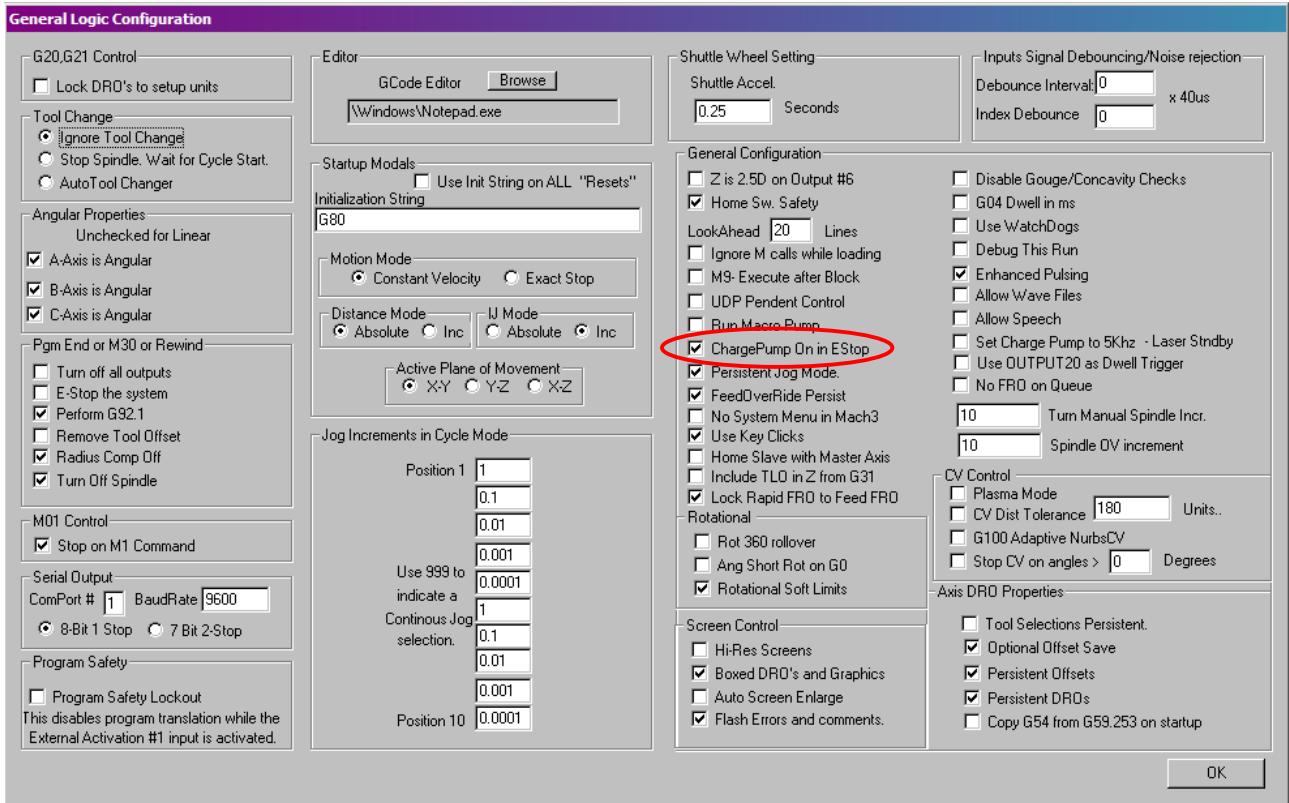 General Logic Configuration
G20,G21 Control
Lock DRO's to setup units
Tool Change
Ignore Tool Change
Stop Spindle. Wait for Cycle Start.
AutoTool Changer
Angular Properties
Unchecked for Linear
A-Axis is Angular
B-Axis is Angular
C-Axis is Angular
Pgm End or M30 or Rewind
Turn off all outputs
E-Stop the system
Perform G92.1
Remove Tool Offset
Radius Comp Off
Turn Off Spindle
M01 Control
Stop on M1 Command
Serial Output
ComPort # 1 BaudRate 9600
8-Bit 1 Stop 7 Bit 2-Stop
Program Safety
Program Safety Lockout
This disables program translation while the
External Activation #1 input is activated.
Editor
GCode Editor Browse
\Windows\Notepad.exe
Startup Modals
Use Init String on ALL "Resets"
Initialization String
G80
Motion Mode
Constant Velocity Exact Stop
Distance Mode
Absolute Inc
IJ Mode
Absolute Inc
Active Plane of Movement
X-Y Y-Z X-Z
Jog Increments in Cycle Mode
Position 1 1
0.1
0.01
0.001
Use 999 to
0.0001
indicate a
1
Continous Jog
0.1
selection.
0.01
0.001
Position 10 0.0001
Shuttle Wheel Setting
Shuttle Accel.
0.25 Seconds
Inputs Signal Debouncing/Noise rejection
Debounce Interval: 0
x 40us
Index Debounce 0
General Configuration
Z is 2.5D on Output #6
Home Sw. Safety
LookAhead 20 Lines
Ignore M calls while loading
M9- Execute after Block
UDP Pendent Control
Run Macro Pump
ChargePump On in EStop
Persistent Jog Mode.
FeedOverRide Persist
No System Menu in Mach3
Use Key Clicks
Home Slave with Master Axis
Include TLO in Z from G31
Lock Rapid FRO to Feed FRO
Disable Gouge/Concavity Checks
G04 Dwell in ms
Use WatchDogs
Debug This Run
Enhanced Pulsing
Allow Wave Files
Allow Speech
Set Charge Pump to 5Khz - Laser Stndby
Use OUTPUT20 as Dwell Trigger
No FRO on Queue
10 Turn Manual Spindle Incr.
10 Spindle OV increment
Rotational
Rot 360 rollover
Ang Short Rot on G0
Rotational Soft Limits
CV Control
Plasma Mode
CV Dist Tolerance 180 Units..
G100 Adaptive NurbsCV
Stop CV on angles > 0 Degrees
Screen Control
Hi-Res Screens
Boxed DRO's and Graphics
Auto Screen Enlarge
Flash Errors and comments.
Axis DRO Properties
Tool Selections Persistent.
Optional Offset Save
Persistent Offsets
Persistent DROs
Copy G54 from G59.253 on startup
OK